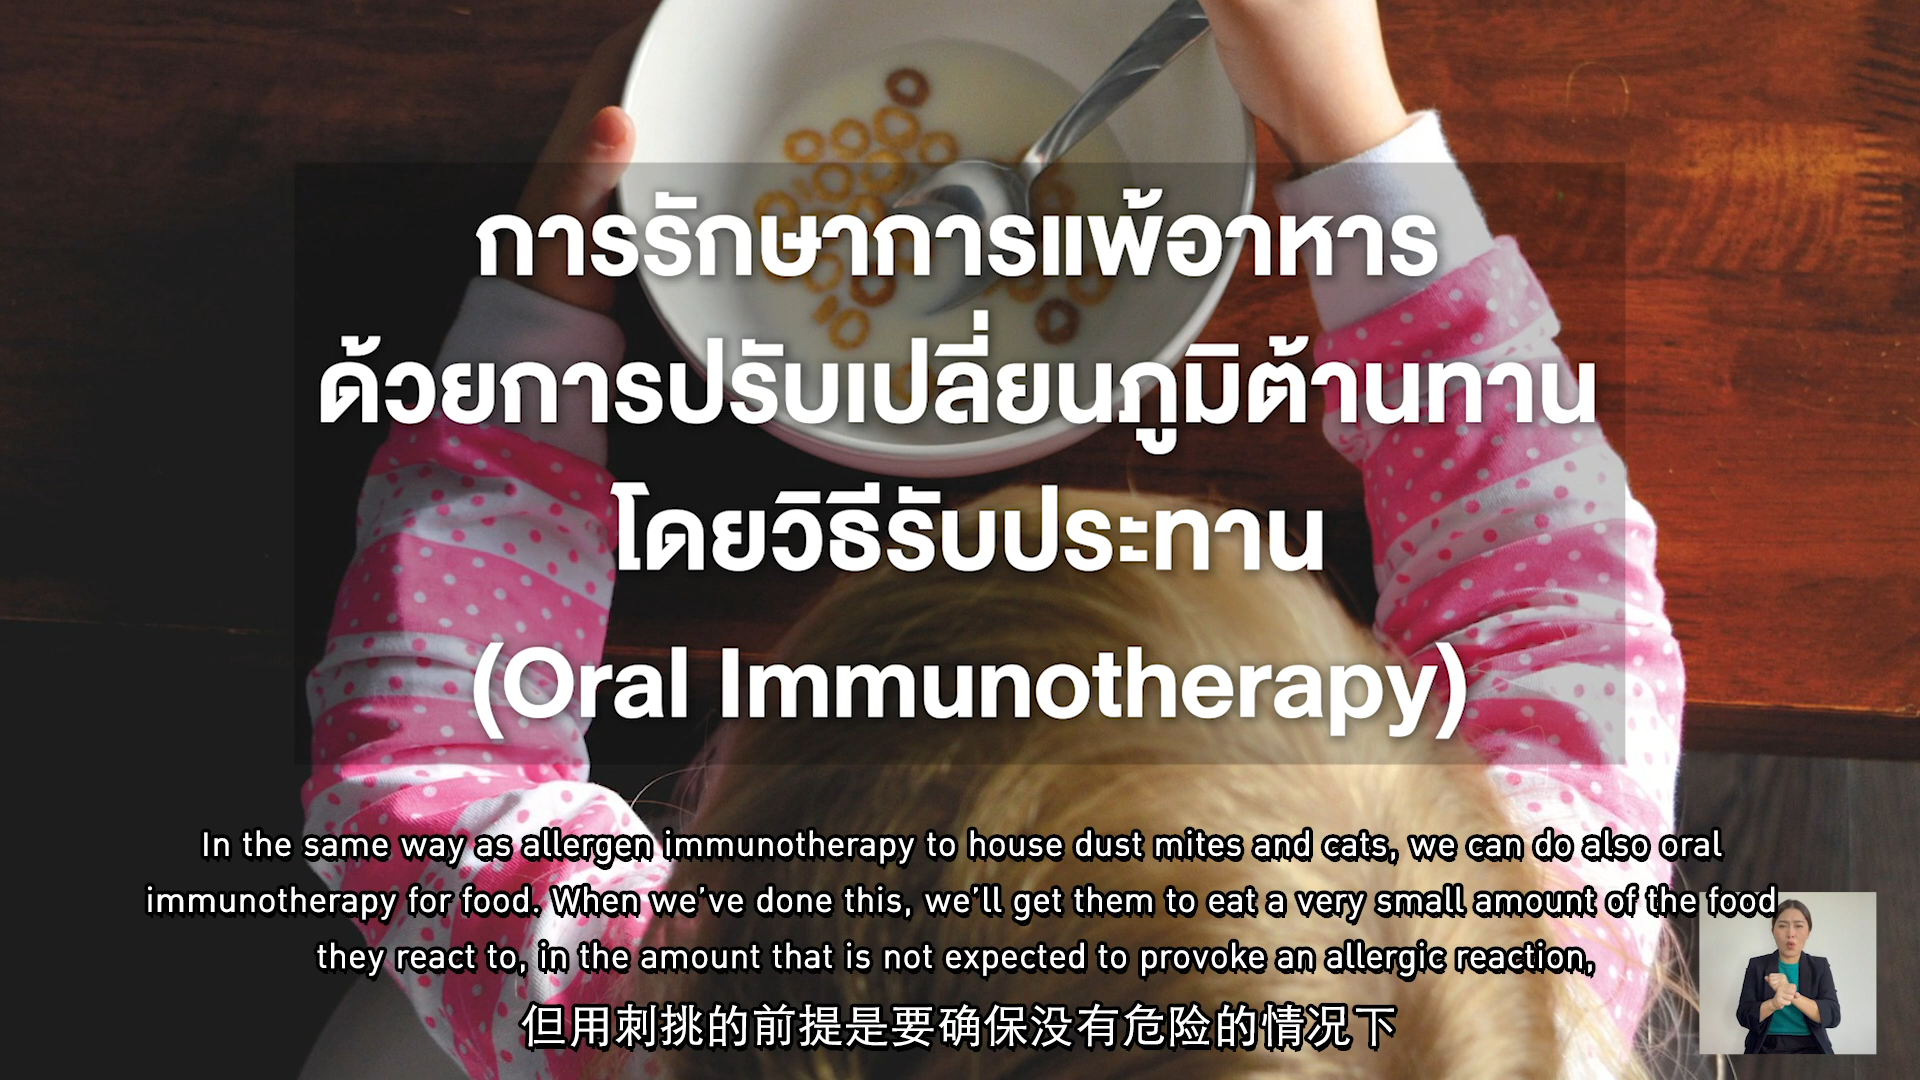 การรักษาการแพ้อาหาร
ด้วยการปรับเปลี่ยนภูมิต้านทาน
โดยวิธีรับประทาน
(Oral Immunotherapy)
In the same way as allergen immunotherapy to house dust mites and cats, we can do also oral
immunotherapy for food. When we've done this, we'll get them to eat a very small amount of the food
they react to, in the amount that is not expected to provoke an allergic reaction,
但用刺挑的前提是要确保没有危险的情况下